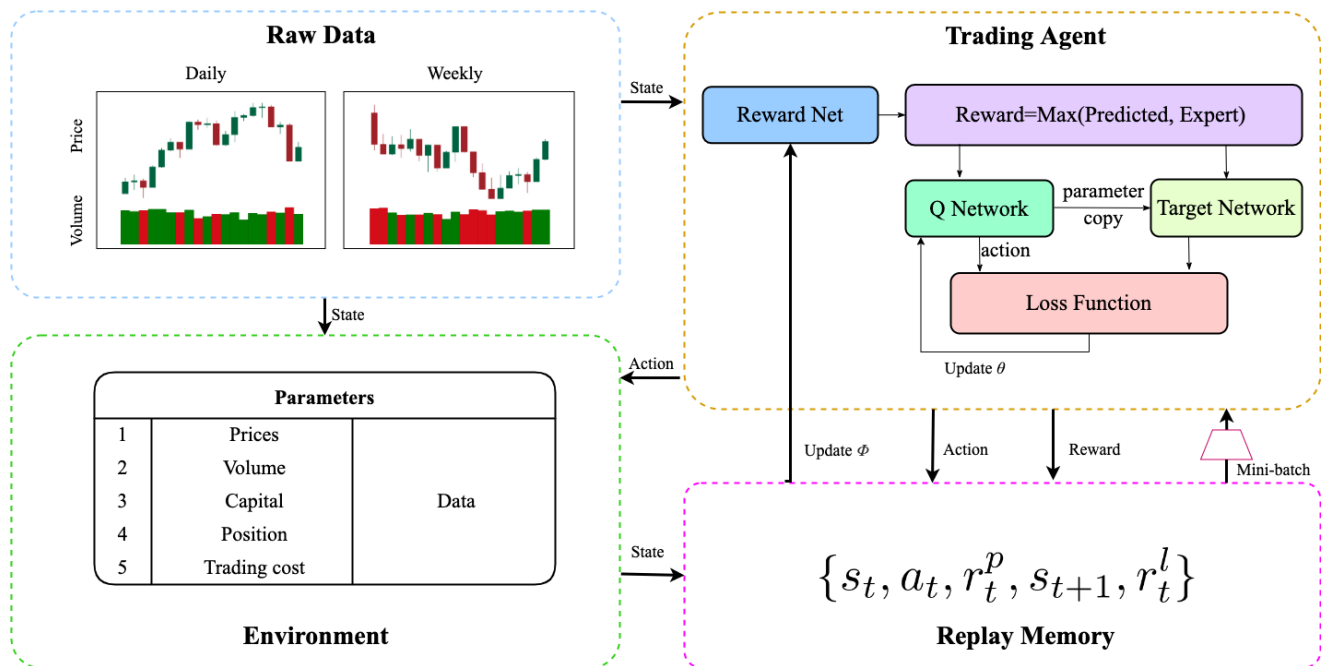 Raw Data
Daily
Weekly
Price
Volume
State
Trading Agent
Reward Net
Reward=Max(Predicted, Expert)
Q Network
parameter
copy
Target Network
action
Loss Function
Update θ
State
Action
Parameters
1 Prices
2 Volume
3 Capital
Data
4 Position
5 Trading cost
Environment
State
Update Φ
Action
Reward
Mini-batch
{s_t, a_t, r_t^p, s_{t+1}, r_t^l}
Replay Memory